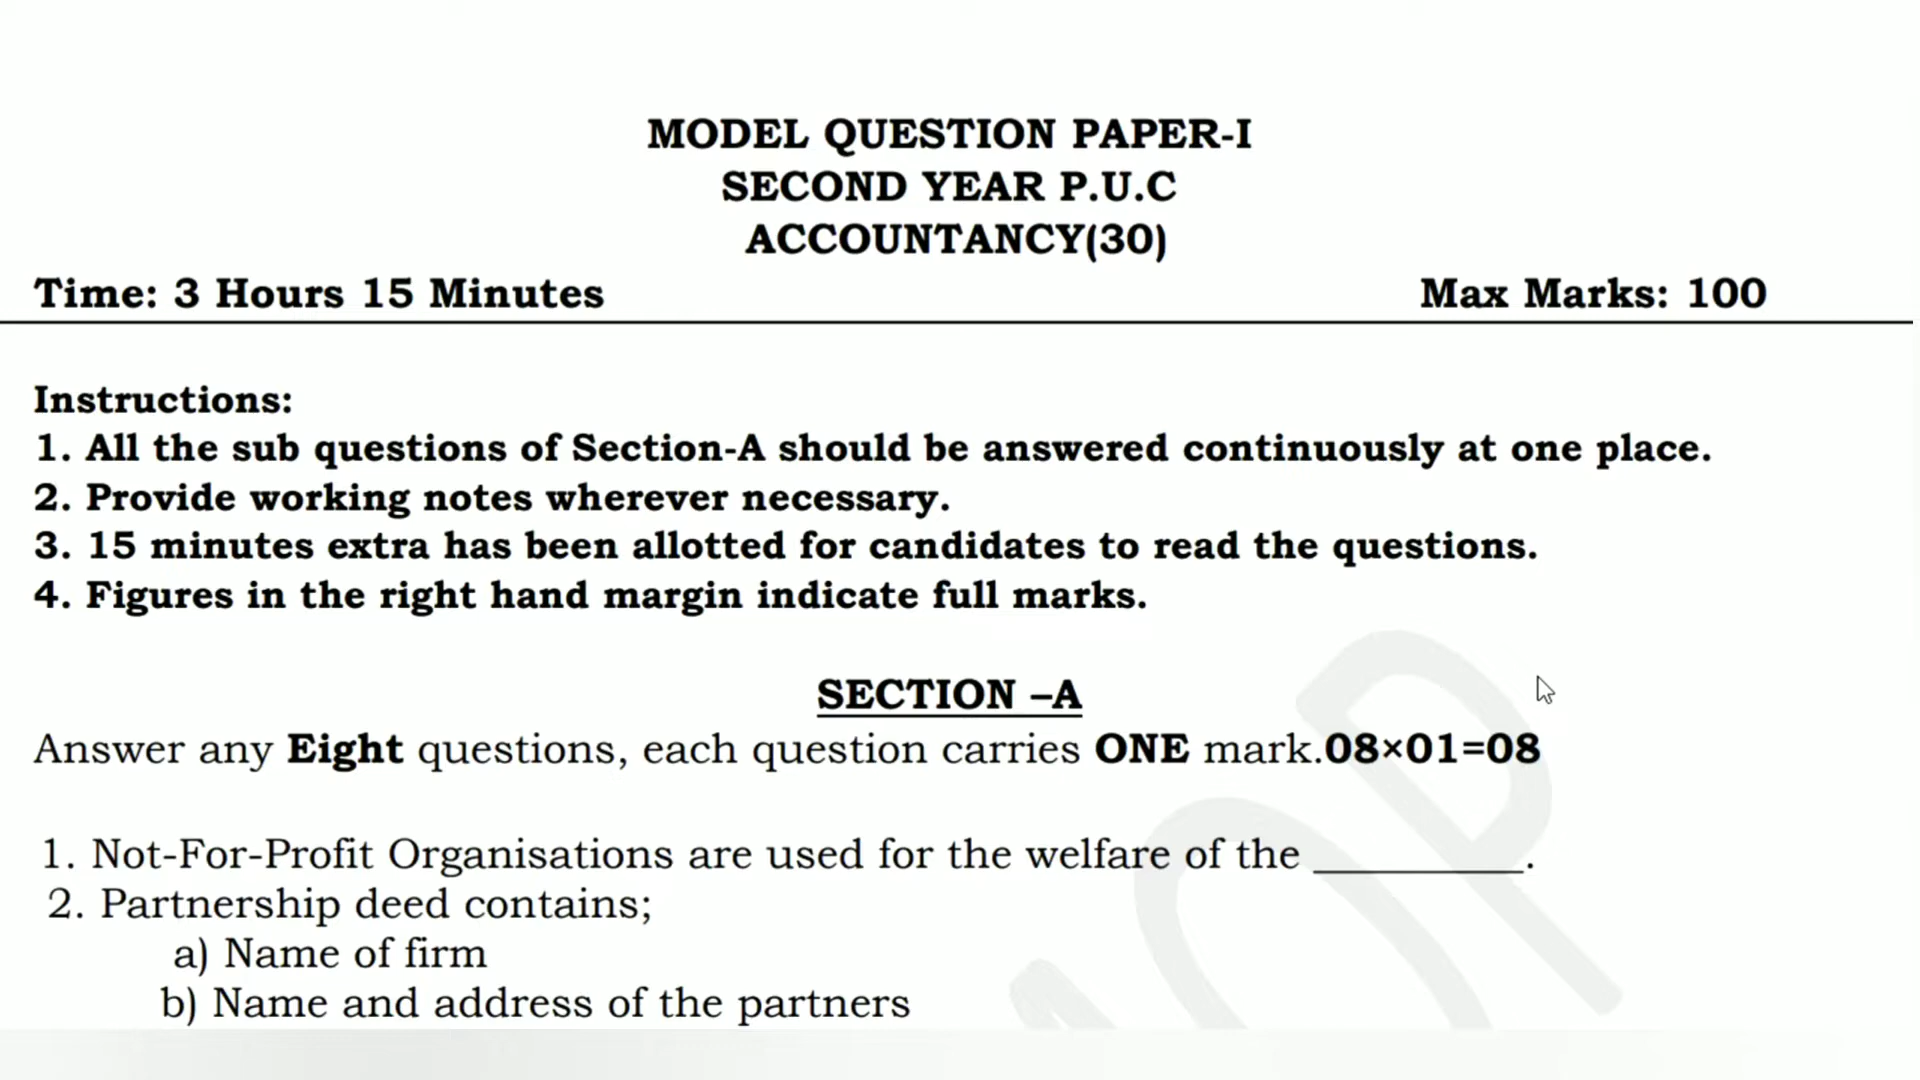 MODEL QUESTION PAPER-I
SECOND YEAR P.U.C
ACCOUNTANCY(30)
Time: 3 Hours 15 Minutes Max Marks: 100
Instructions:
1. All the sub questions of Section-A should be answered continuously at one place.
2. Provide working notes wherever necessary.
3. 15 minutes extra has been allotted for candidates to read the questions.
4. Figures in the right hand margin indicate full marks.
SECTION –A
Answer any Eight questions, each question carries ONE mark.08×01=08
1. Not-For-Profit Organisations are used for the welfare of the __________.
2. Partnership deed contains;
a) Name of firm
b) Name and address of the partners